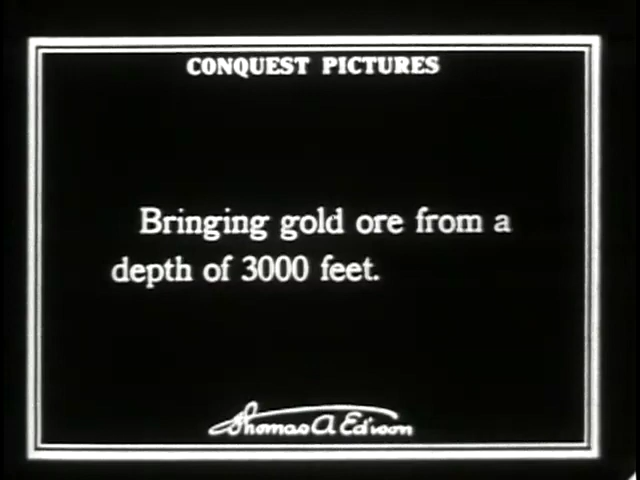 CONQUEST PICTURES
Bringing gold ore from a
depth of 3000 feet.
Thomas A Edison